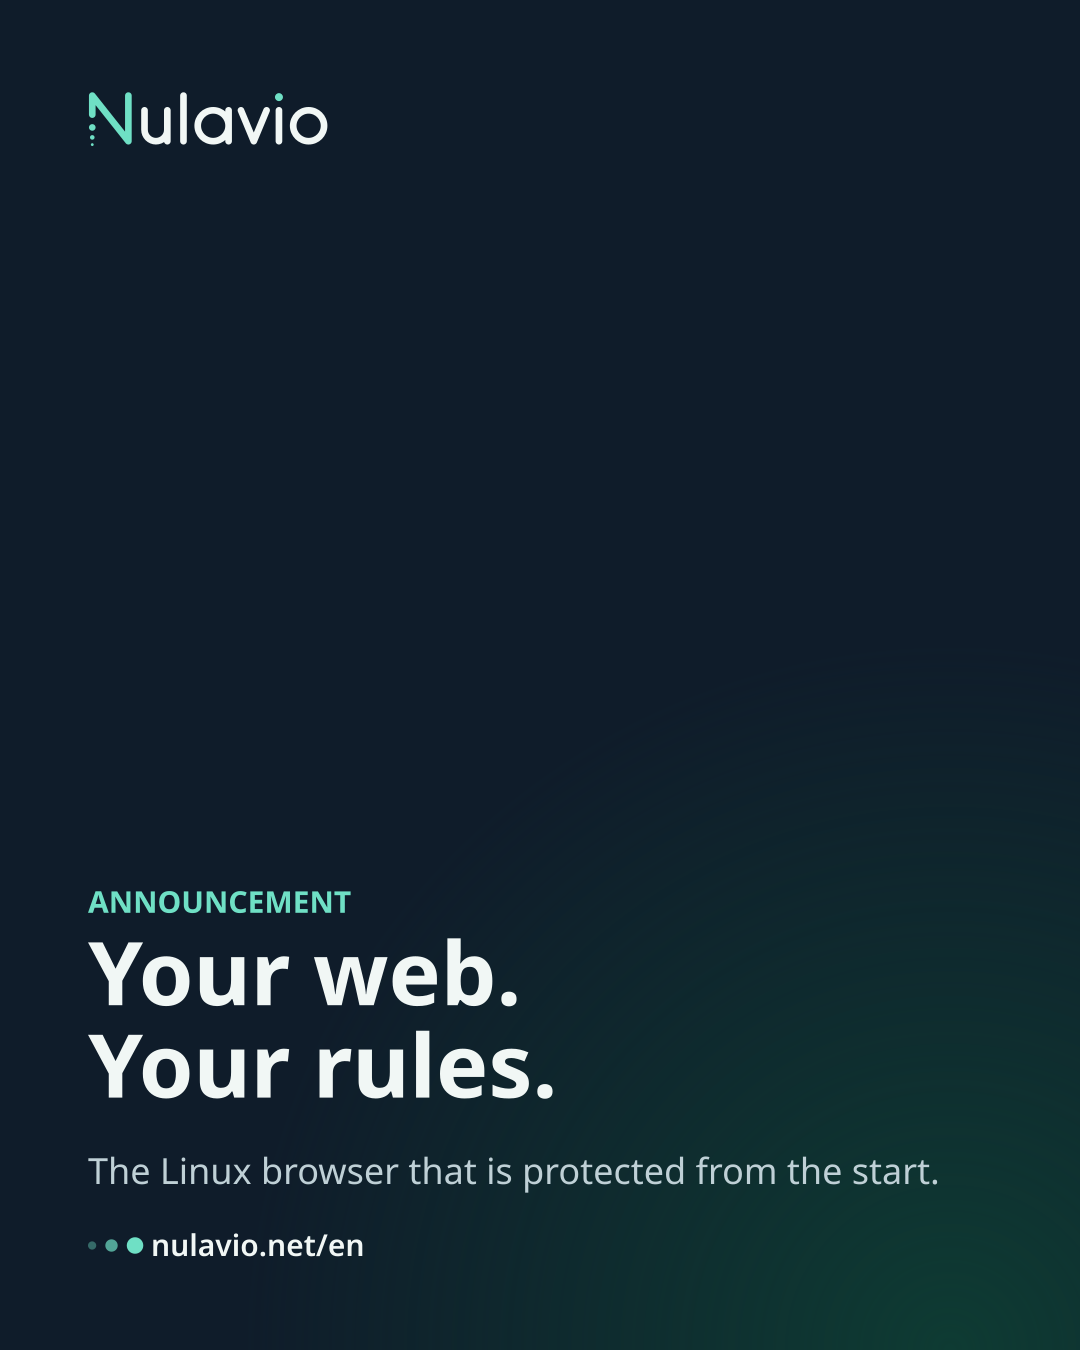 Nulavio
ANNOUNCEMENT
Your web.
Your rules.
The Linux browser that is protected from the start.
nulavio.net/en